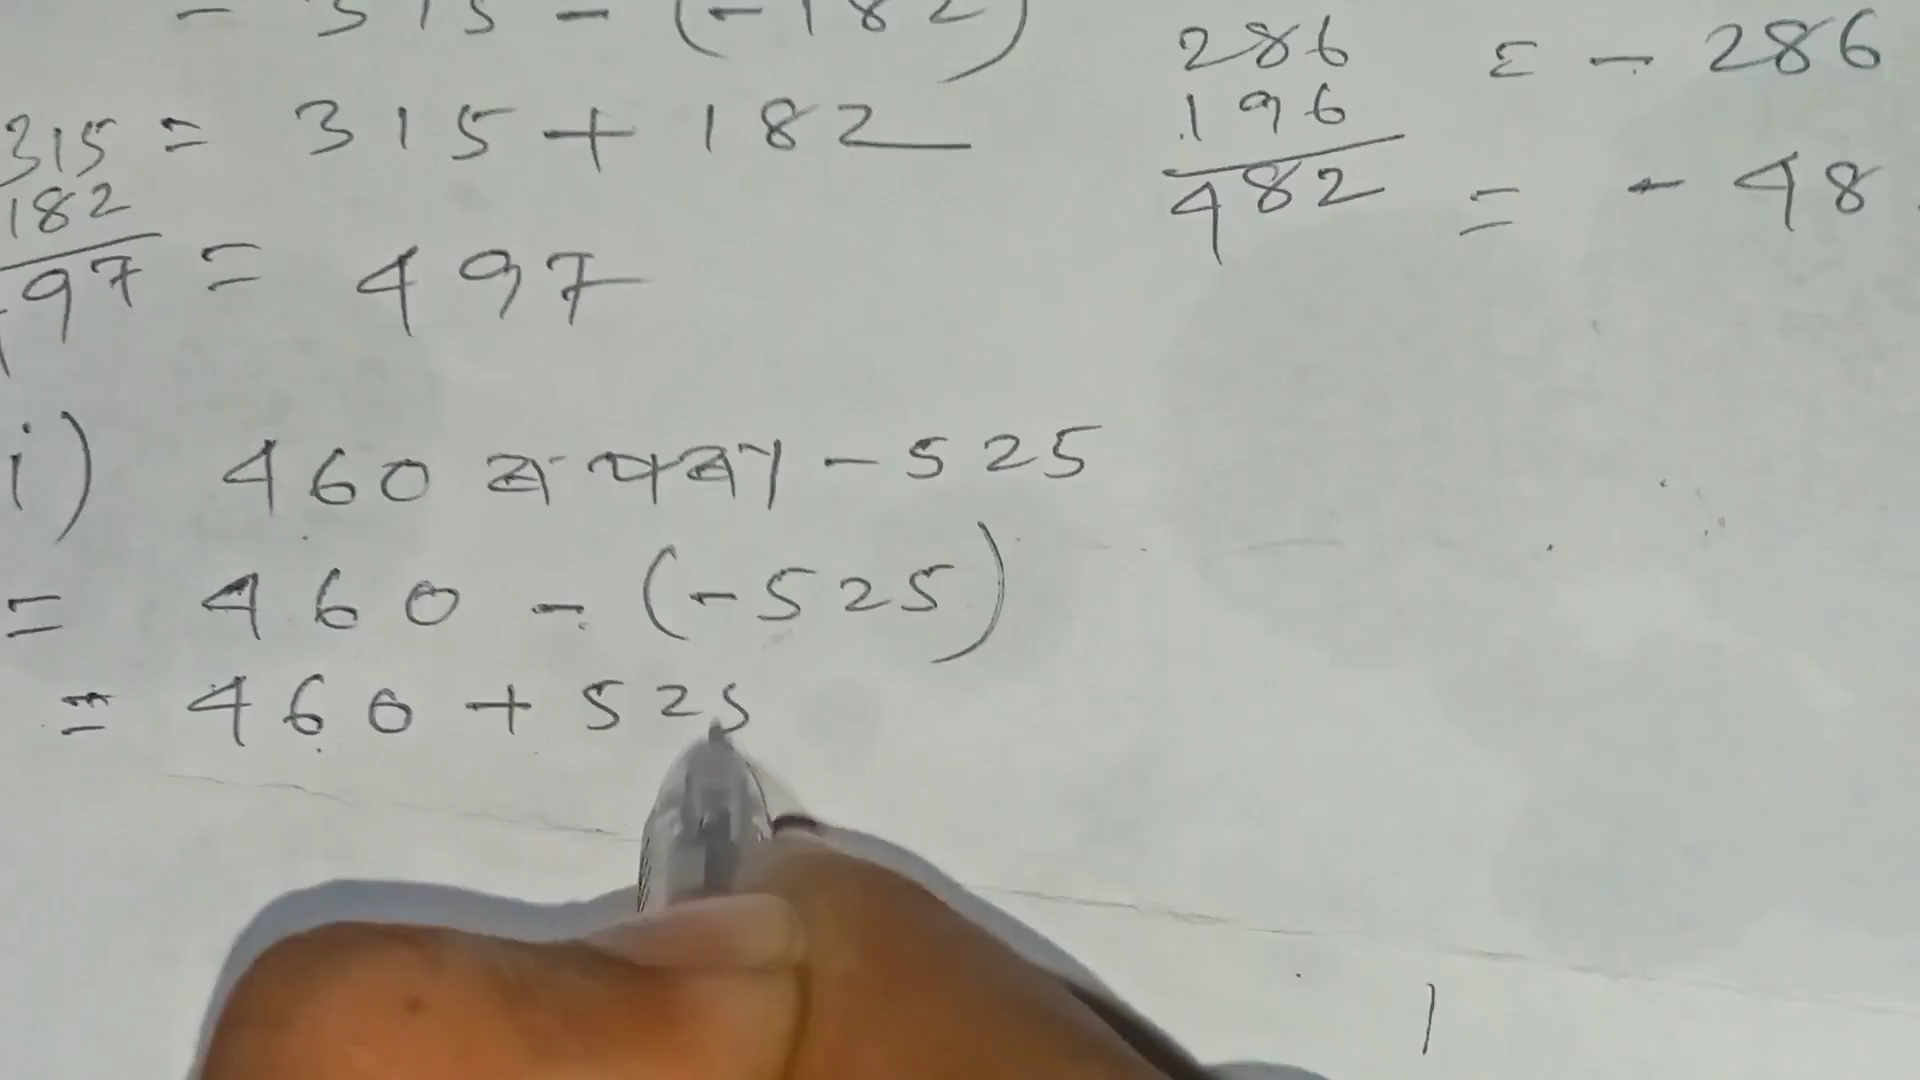 - 315 - (-182)
315 = 315 + 182
182
497 = 497
286 = - 286
196
482 = - 48
i) 460 - 525
= 460 - (-525)
= 460 + 525